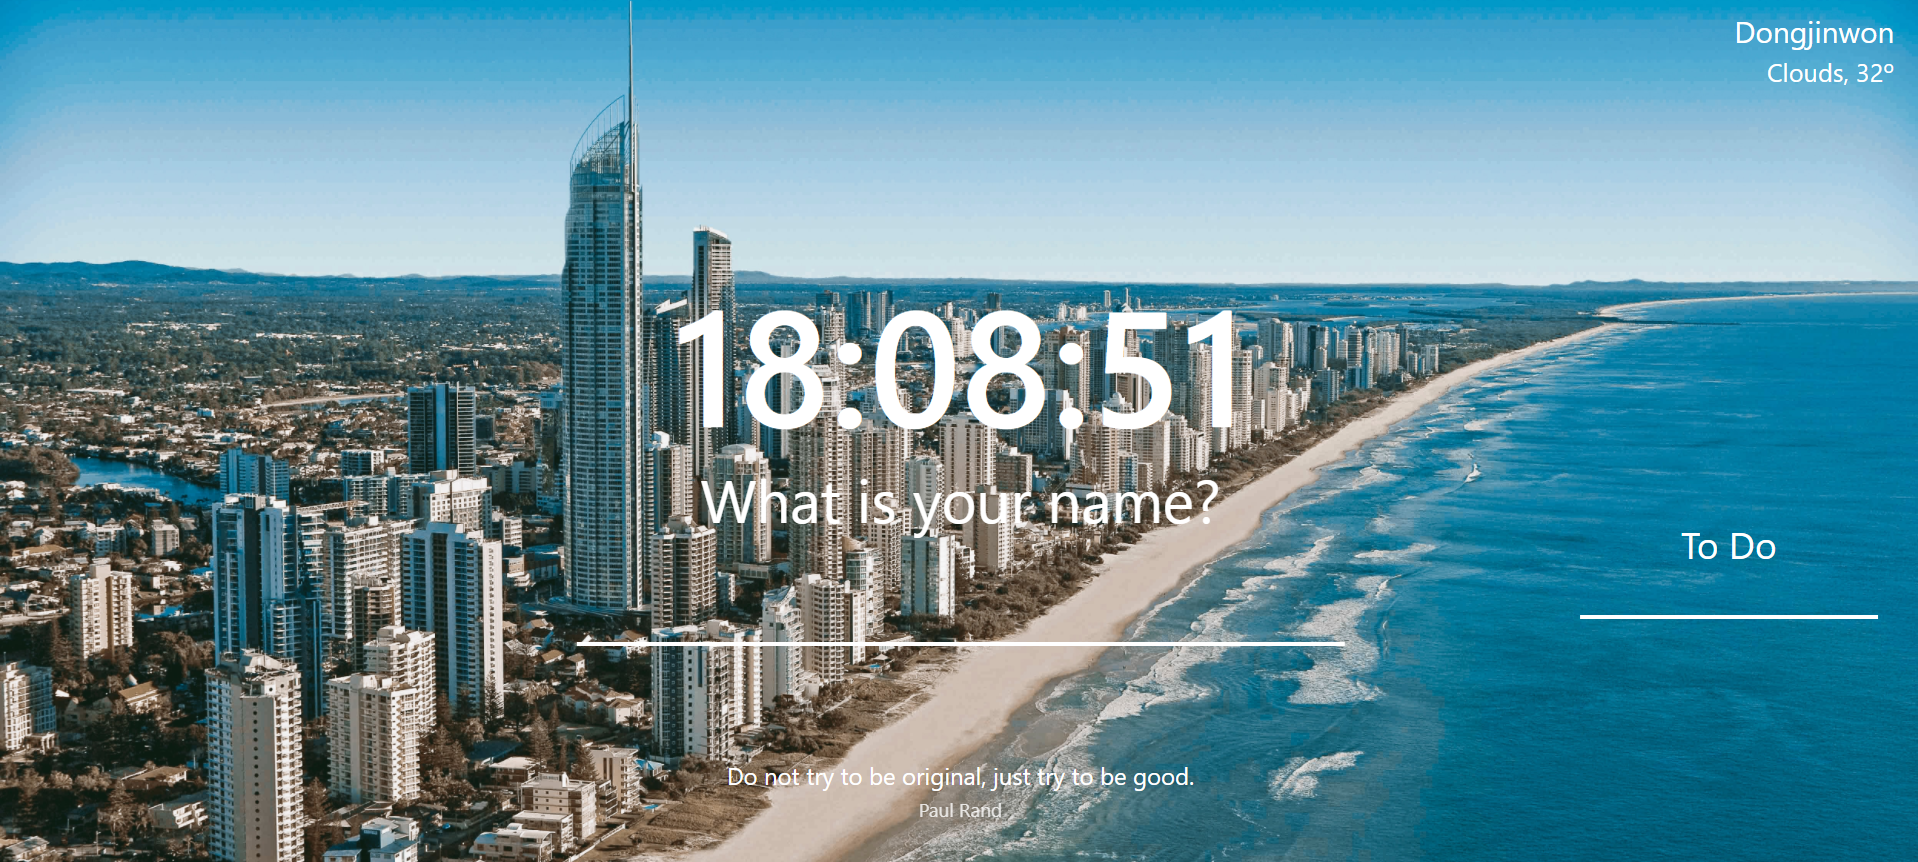 Dongjinwon
Clouds, 32º
18:08:51
What is your name?
To Do
Do not try to be original, just try to be good.
Paul Rand